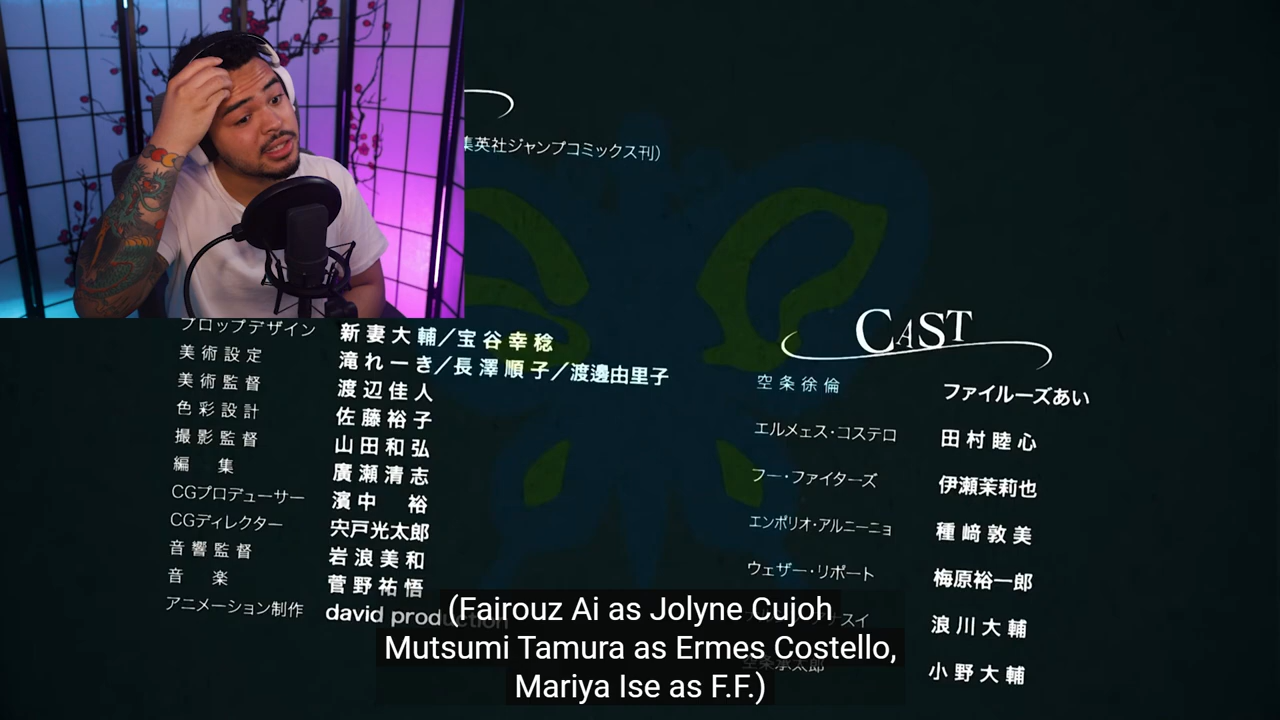 集英社ジャンプコミックス刊）
プロップデザイン 新妻大輔／宝谷幸稔
美術設定 滝れーき／長澤順子／渡邊由里子
美術監督 渡辺佳人
色彩設計 佐藤裕子
撮影監督 山田和弘
編集 廣瀬清志
CGプロデューサー 濱中裕
CGディレクター 宍戸光太郎
音響監督 岩浪美和
音楽 菅野祐悟
アニメーション制作 david production
CAST
空条徐倫 ファイルーズあい
エルメェス・コステロ 田村睦心
フー・ファイターズ 伊瀬茉莉也
エンポリオ・アルニーニョ 種﨑敦美
ウェザー・リポート 梅原裕一郎
スイ 浪川大輔
空条承太郎 小野大輔
(Fairouz Ai as Jolyne Cujoh
Mutsumi Tamura as Ermes Costello,
Mariya Ise as F.F.)